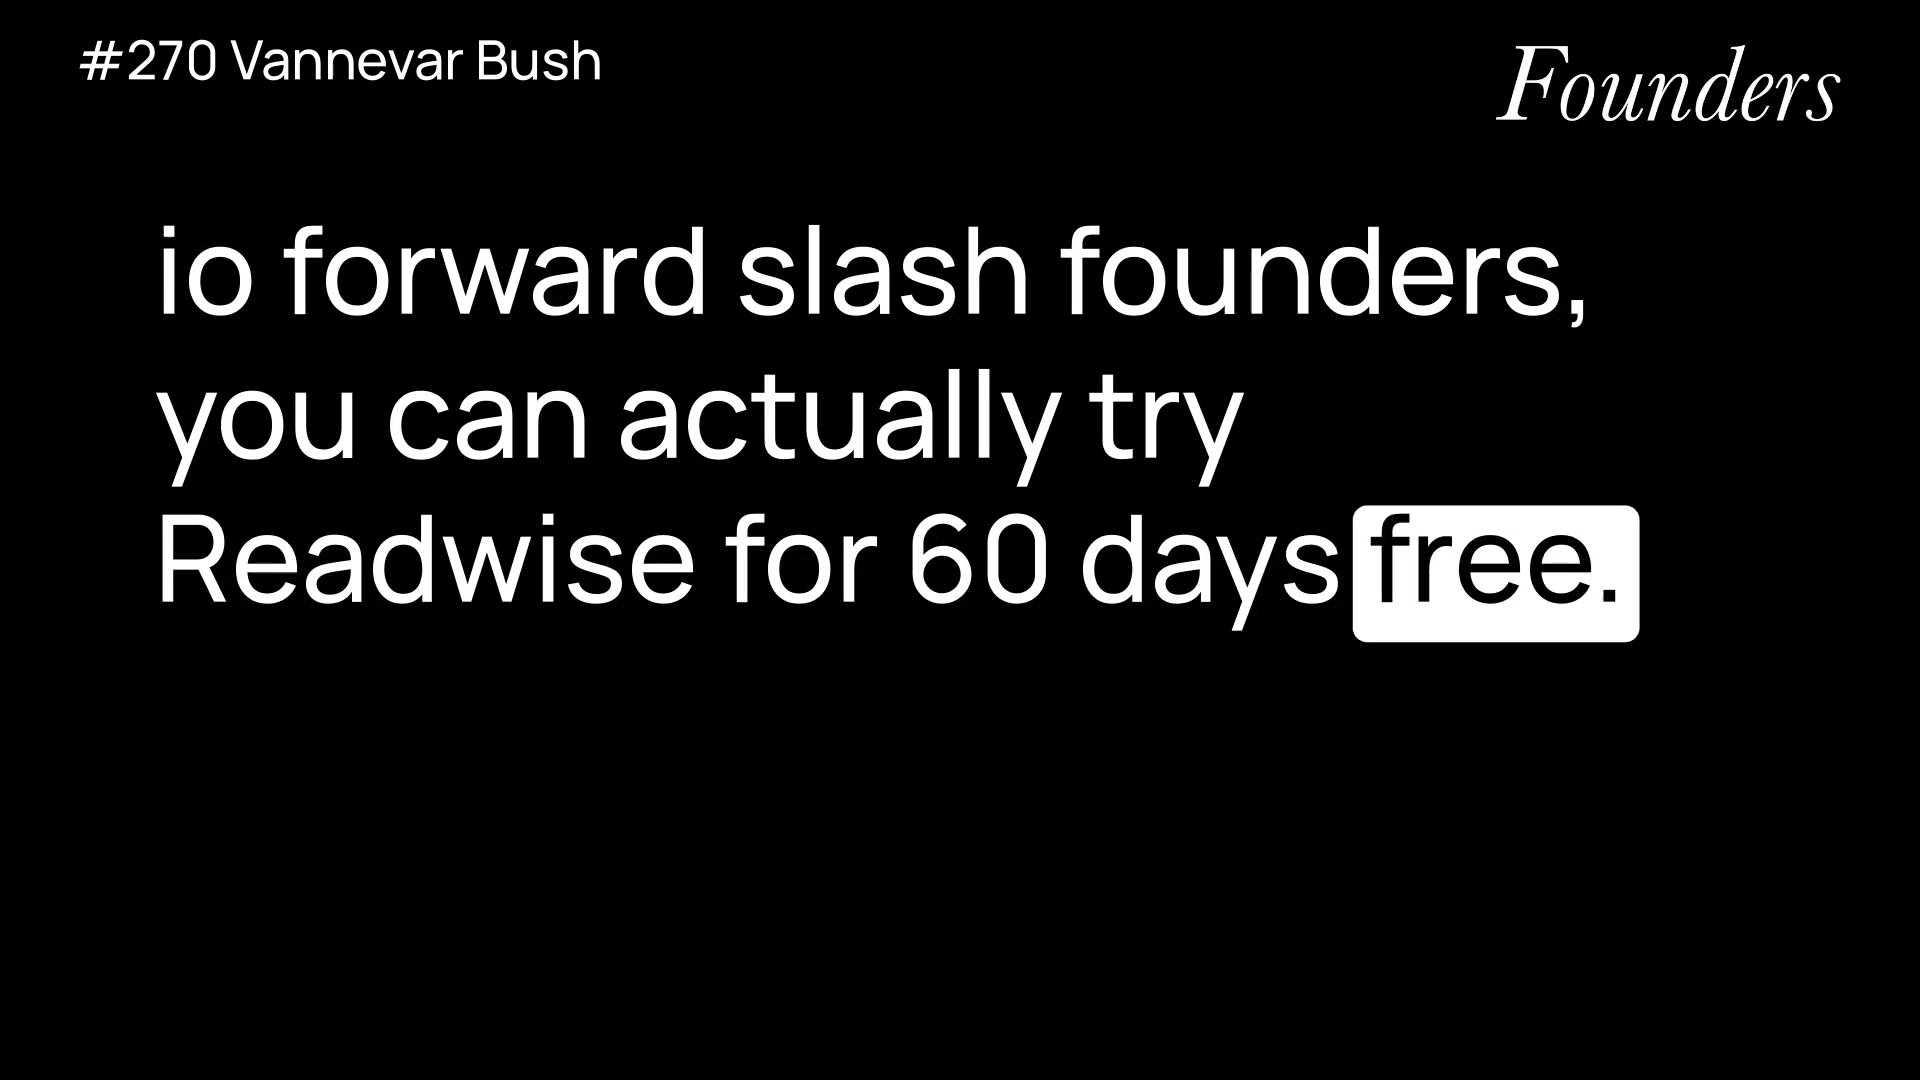 #270 Vannevar Bush
Founders
io forward slash founders,
you can actually try
Readwise for 60 days free.